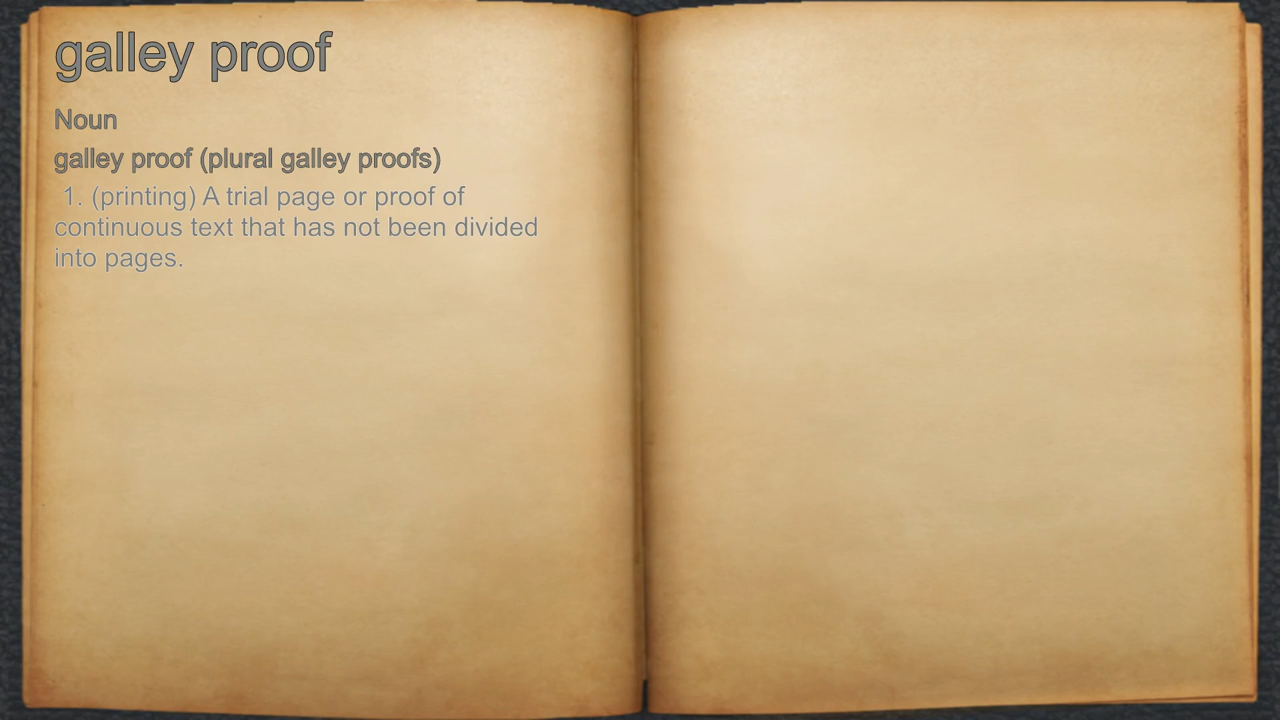 galley proof
Noun
galley proof (plural galley proofs)
1. (printing) A trial page or proof of
continuous text that has not been divided
into pages.